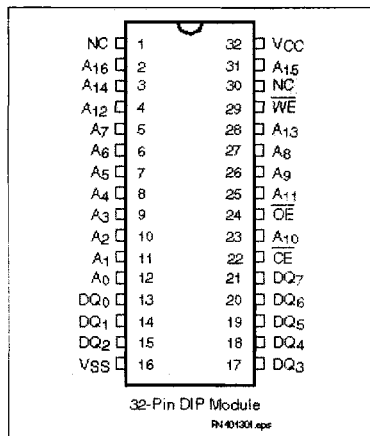 NC 1 32 VCC
A16 2 31 A15
A14 3 30 NC
A12 4 29 WE
A7 5 28 A13
A6 6 27 A8
A5 7 26 A9
A4 8 25 A11
A3 9 24 OE
A2 10 23 A10
A1 11 22 CE
A0 12 21 DQ7
DQ0 13 20 DQ6
DQ1 14 19 DQ5
DQ2 15 18 DQ4
VSS 16 17 DQ3
32-Pin DIP Module
PN401301.eps